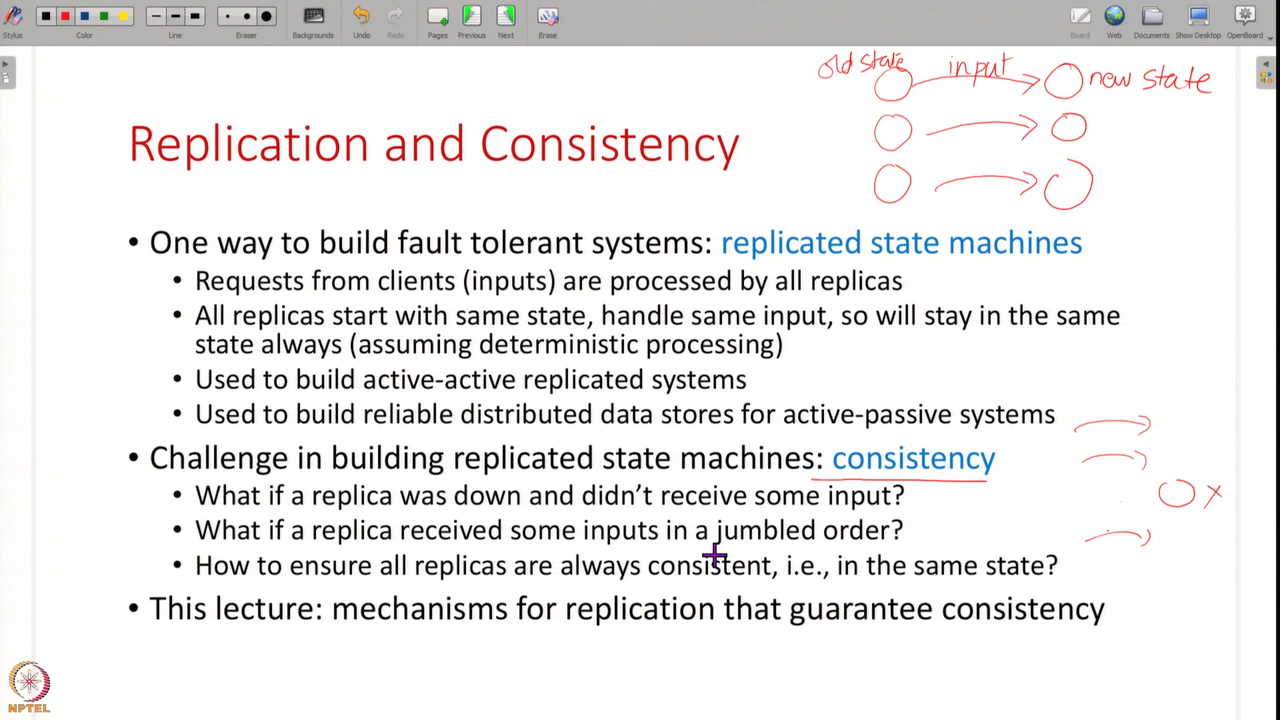 Stylus
Color
Line
Eraser
Backgrounds
Undo
Redo
Pages
Previous
Next
Erase
Board
Web
Documents
Show Desktop
OpenBoard
old state
input
new state
Replication and Consistency
• One way to build fault tolerant systems: replicated state machines
• Requests from clients (inputs) are processed by all replicas
• All replicas start with same state, handle same input, so will stay in the same
state always (assuming deterministic processing)
• Used to build active-active replicated systems
• Used to build reliable distributed data stores for active-passive systems
• Challenge in building replicated state machines: consistency
• What if a replica was down and didn’t receive some input?
• What if a replica received some inputs in a jumbled order?
• How to ensure all replicas are always consistent, i.e., in the same state?
• This lecture: mechanisms for replication that guarantee consistency
NPTEL